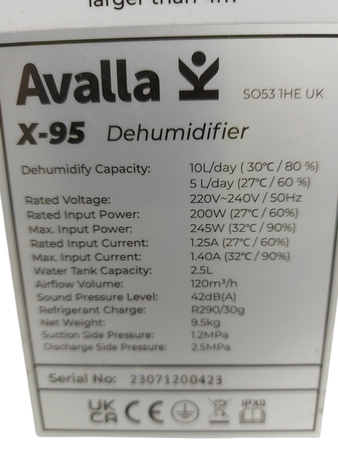 larger than 4m²
Avalla SO53 1HE UK
X-95 Dehumidifier
Dehumidify Capacity: 10L/day ( 30℃ / 80 %)
5 L/day (27℃ / 60 %)
Rated Voltage: 220V~240V / 50Hz
Rated Input Power: 200W (27℃ / 60%)
Max. Input Power: 245W (32℃ / 90%)
Rated Input Current: 1.25A (27℃ / 60%)
Max. Input Current: 1.40A (32℃ / 90%)
Water Tank Capacity: 2.5L
Airflow Volume: 120m³/h
Sound Pressure Level: 42dB(A)
Refrigerant Charge: R290/30g
Net Weight: 9.5kg
Suction Side Pressure: 1.2MPa
Discharge Side Pressure: 2.5MPa
Serial No: 23071200423
UK CA CE IPX0